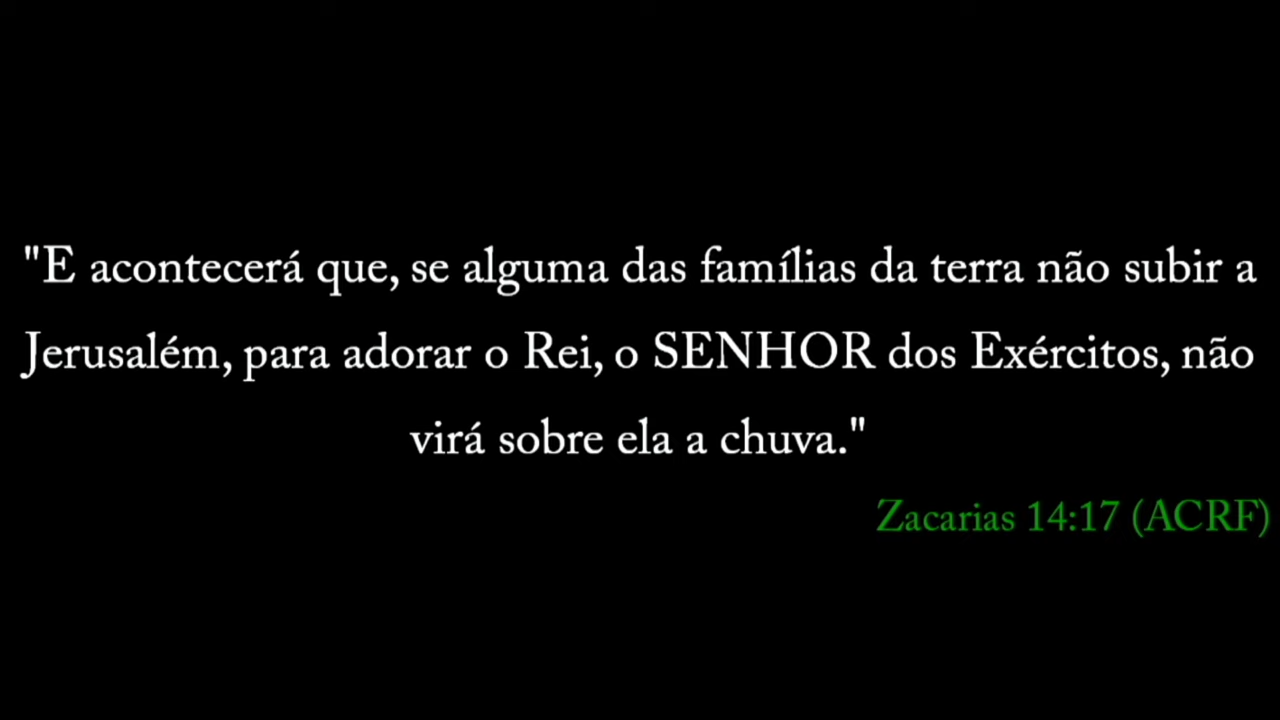 "E acontecerá que, se alguma das famílias da terra não subir a
Jerusalém, para adorar o Rei, o SENHOR dos Exércitos, não
virá sobre ela a chuva."
Zacarias 14:17 (ACRF)